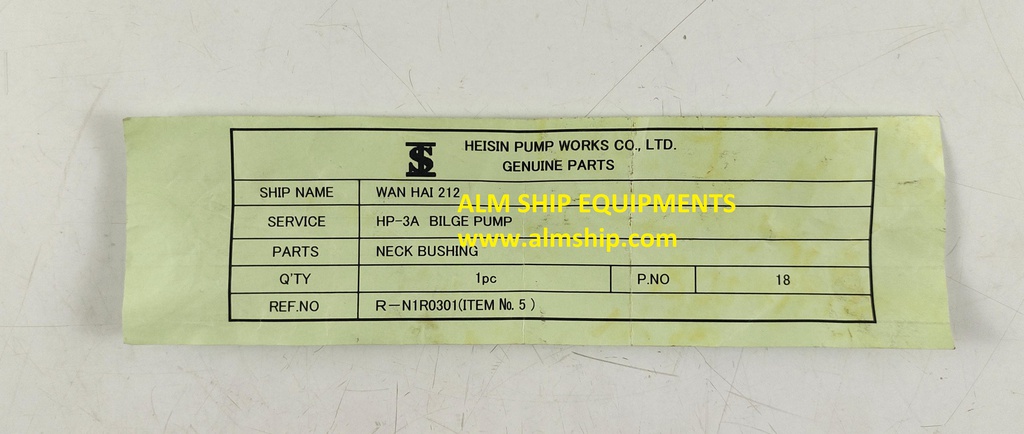 HEISIN PUMP WORKS CO., LTD.
GENUINE PARTS
SHIP NAME WAN HAI 212
ALM SHIP EQUIPMENTS
SERVICE HP-3A BILGE PUMP
www.almship.com
PARTS NECK BUSHING
Q'TY 1pc P.NO 18
REF.NO R-N1R0301(ITEM No. 5)